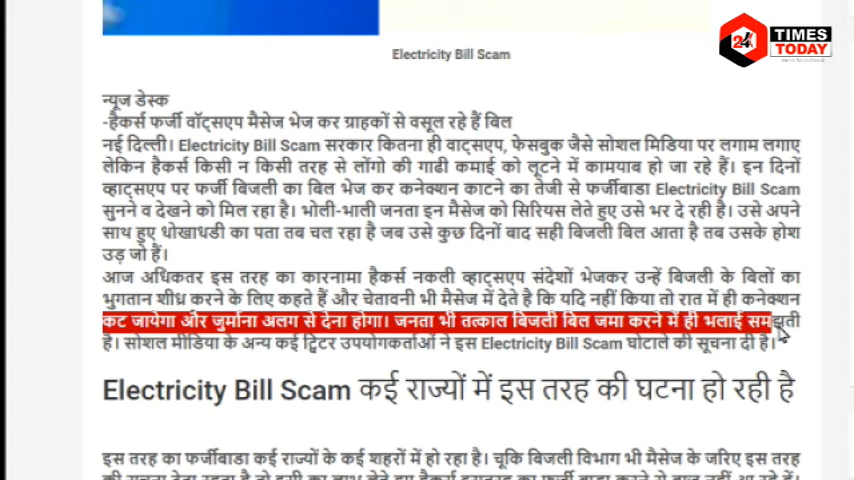 24
TIMES
TODAY
Electricity Bill Scam
न्यूज डेस्क
-हैकर्स फर्जी वॉट्सएप मैसेज भेज कर ग्राहकों से वसूल रहे हैं बिल
नई दिल्ली। Electricity Bill Scam सरकार कितना ही वाट्सएप, फेसबुक जैसे सोशल मिडिया पर लगाम लगाए
लेकिन हैकर्स किसी न किसी तरह से लोंगो की गाढी कमाई को लूटने में कामयाब हो जा रहे हैं। इन दिनों
व्हाट्सएप पर फर्जी बिजली का बिल भेज कर कनेक्शन काटने का तेजी से फर्जीबाडा Electricity Bill Scam
सुनने व देखने को मिल रहा है। भोली-भाली जनता इन मैसेज को सिरियस लेते हुए उसे भर दे रही है। उसे अपने
साथ हुए धोखाधडी का पता तब चल रहा है जब उसे कुछ दिनों बाद सही बिजली बिल आता है तब उसके होश
उड़ जो हैं।
आज अधिकतर इस तरह का कारनामा हैकर्स नकली व्हाट्सएप संदेशों भेजकर उन्हें बिजली के बिलों का
भुगतान शीध्र करने के लिए कहते हैं और चेतावनी भी मैसेज में देते है कि यदि नहीं किया तो रात में ही कनेक्शन
कट जायेगा ओर जुर्माना अलग से देना होगा। जनता भी तत्काल बिजली बिल जमा करने में ही भलाई समझती
है। सोशल मीडिया के अन्य कई ट्विटर उपयोगकर्ताओं ने इस Electricity Bill Scam घोटाले की सूचना दी है।
Electricity Bill Scam कई राज्यों में इस तरह की घटना हो रही है
इस तरह का फर्जीबाडा कई राज्यों के कई शहरों में हो रहा है। चूकि बिजली विभाग भी मैसेज के जरिए इस तरह